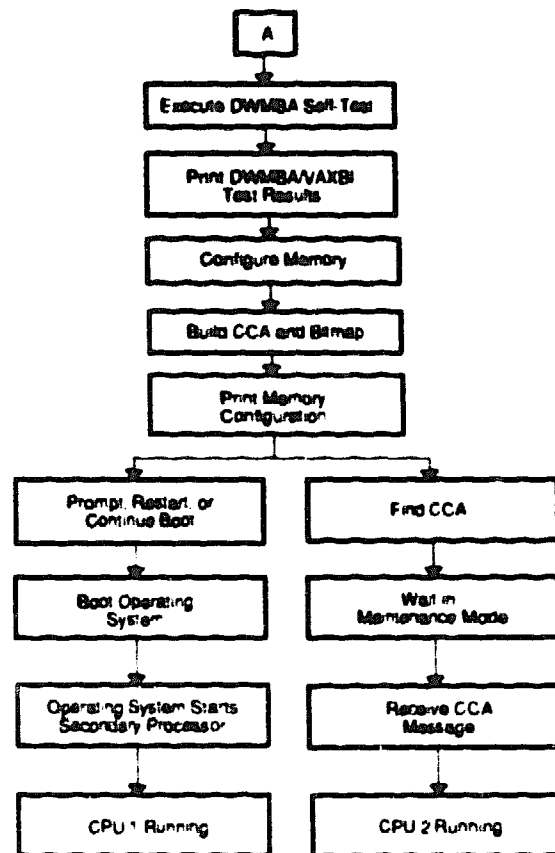 A
Execute DWMBA Self-Test
Print DWMBA/VAXBI
Test Results
Configure Memory
Build CCA and Bitmap
Print Memory
Configuration
Prompt, Restart, or
Continue Boot
Find CCA
Boot Operating
System
Wait in
Maintenance Mode
Operating System Starts
Secondary Processor
Receive CCA
Message
CPU 1 Running
CPU 2 Running